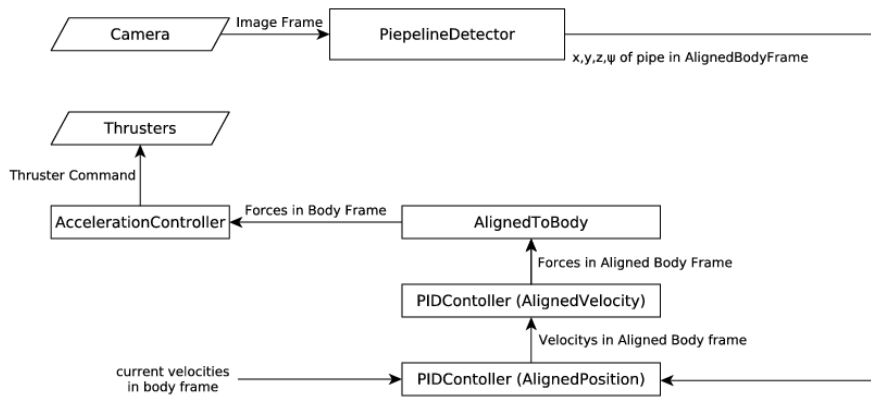 Camera
Image Frame
PiepelineDetector
x,y,z,ψ of pipe in AlignedBodyFrame
Thrusters
Thruster Command
AccelerationController
Forces in Body Frame
AlignedToBody
Forces in Aligned Body Frame
PIDContoller (AlignedVelocity)
Velocitys in Aligned Body frame
current velocities
in body frame
PIDContoller (AlignedPosition)